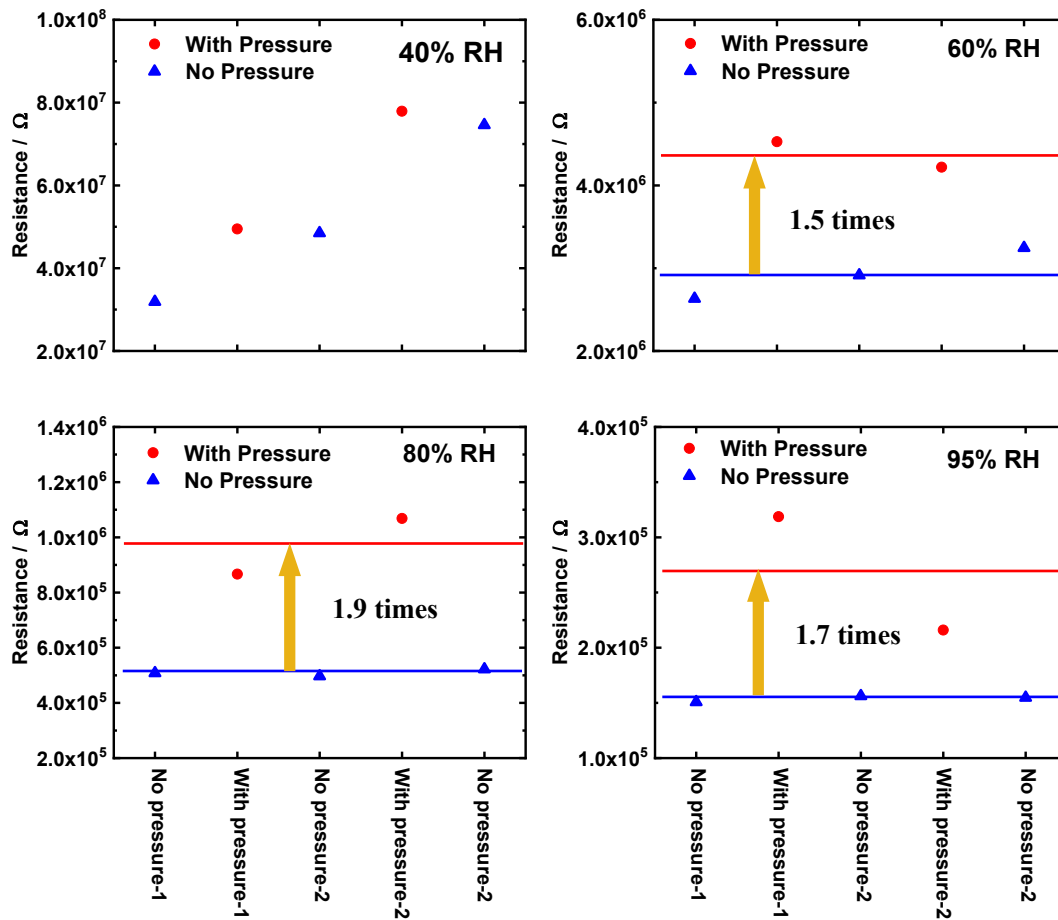 1.0x10⁸
8.0x10⁷
6.0x10⁷
4.0x10⁷
2.0x10⁷
Resistance / Ω
With Pressure
No Pressure
40% RH
6.0x10⁶
4.0x10⁶
2.0x10⁶
Resistance / Ω
With Pressure
No Pressure
60% RH
1.5 times
1.4x10⁶
1.2x10⁶
1.0x10⁶
8.0x10⁵
6.0x10⁵
4.0x10⁵
2.0x10⁵
Resistance / Ω
With Pressure
No Pressure
80% RH
1.9 times
No pressure-1
With pressure-1
No pressure-2
With pressure-2
No pressure-2
4.0x10⁵
3.0x10⁵
2.0x10⁵
1.0x10⁵
Resistance / Ω
With Pressure
No Pressure
95% RH
1.7 times
No pressure-1
With pressure-1
No pressure-2
With pressure-2
No pressure-2